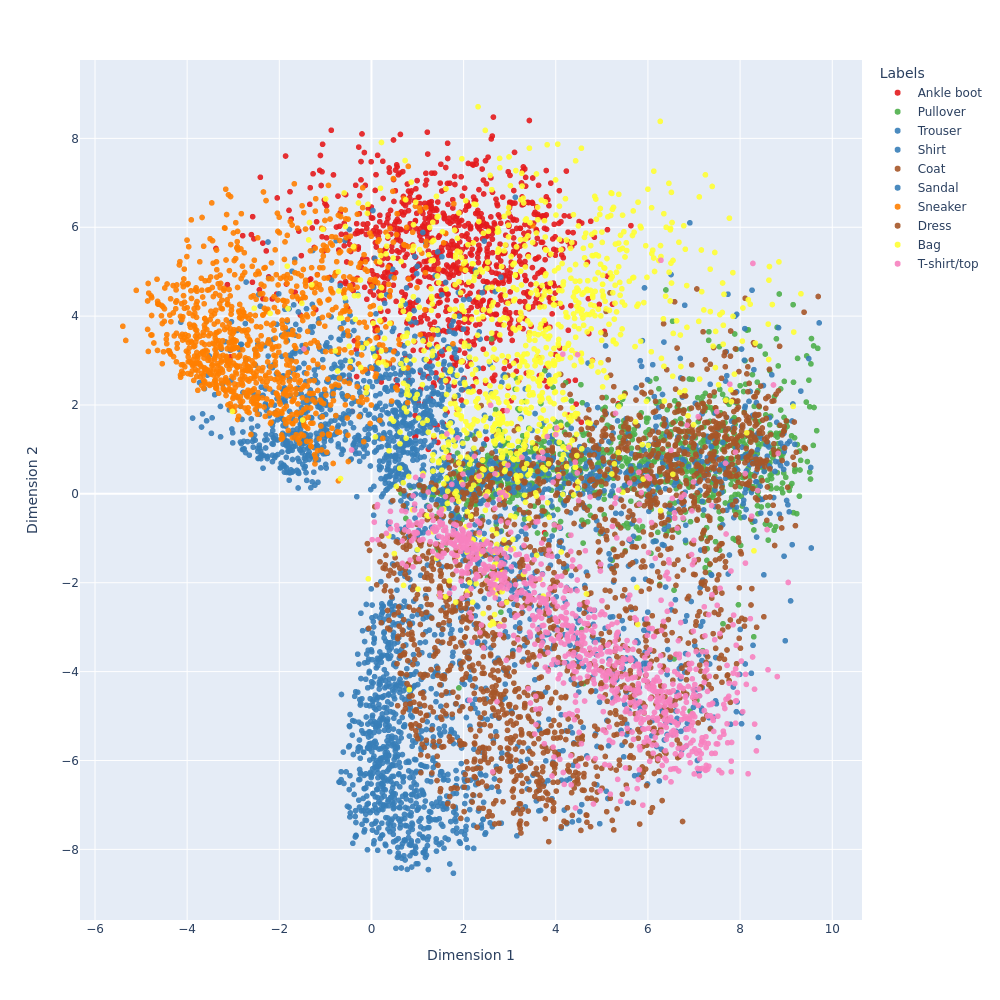 Labels
Ankle boot
Pullover
Trouser
Shirt
Coat
Sandal
Sneaker
Dress
Bag
T-shirt/top
8
6
4
2
0
−2
−4
−6
−8
Dimension 2
−6 −4 −2 0 2 4 6 8 10
Dimension 1